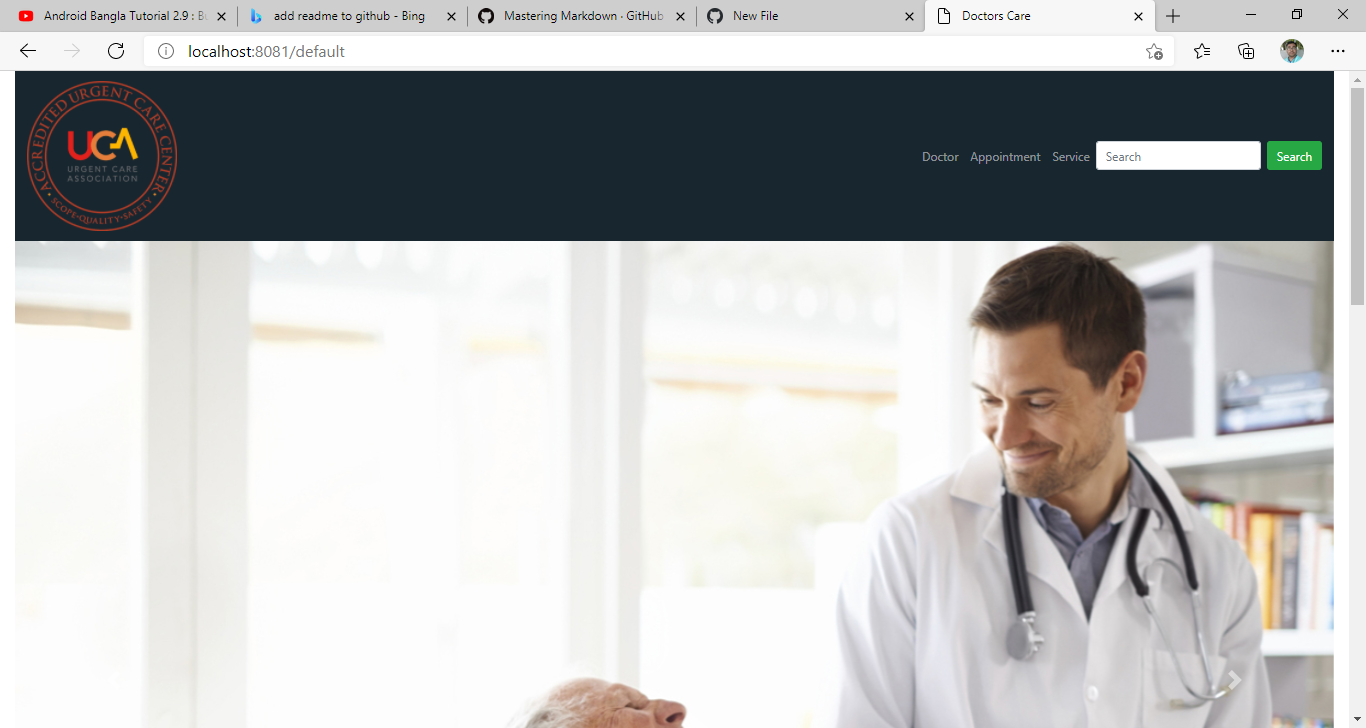 Android Bangla Tutorial 2.9 : B
add readme to github - Bing
Mastering Markdown · GitHub
New File
Doctors Care
localhost:8081/default
ACCREDITED URGENT CARE CENTER
UCA
URGENT CARE
ASSOCIATION
• SCOPE•QUALITY•SAFETY •
Doctor
Appointment
Service
Search
Search